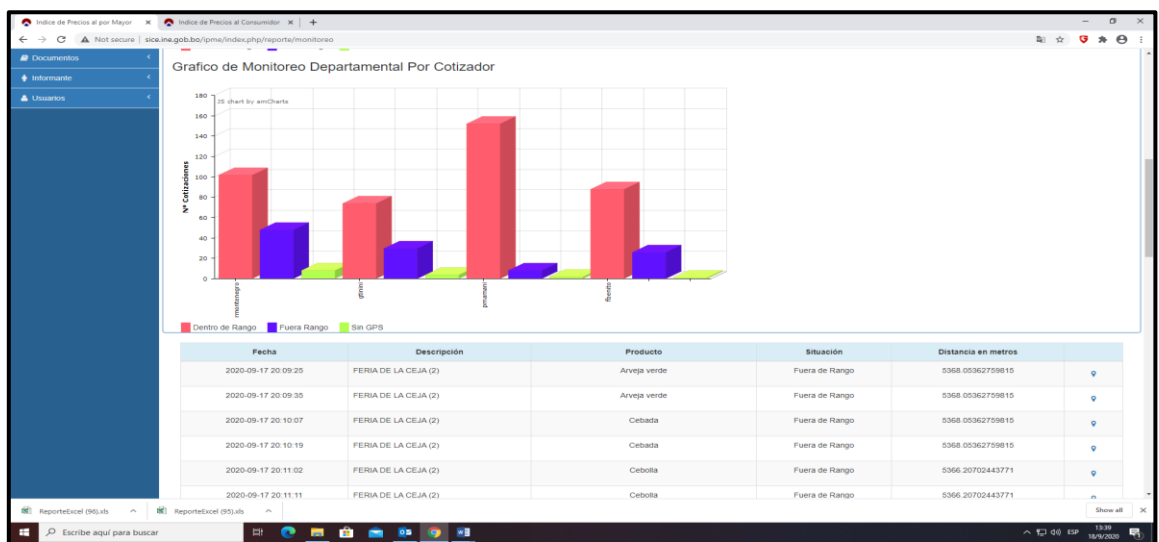 Indice de Precios al por Mayor × Indice de Precios al Consumidor × +
Not secure | sice.ine.gob.bo/ipme/index.php/reporte/monitoreo
Documentos
Informante
Usuarios
Grafico de Monitoreo Departamental Por Cotizador
chart by amCharts
Nº Cotizaciones
180
160
140
120
100
80
60
40
20
0
rmontenegro
pmamani
fbenito
Dentro de Rango Fuera Rango Sin GPS
Fecha Descripción Producto Situación Distancia en metros
2020-09-17 20:09:25 FERIA DE LA CEJA (2) Arveja verde Fuera de Rango 5368.05362759815
2020-09-17 20:09:35 FERIA DE LA CEJA (2) Arveja verde Fuera de Rango 5368.05362759815
2020-09-17 20:10:07 FERIA DE LA CEJA (2) Cebada Fuera de Rango 5368.05362759815
2020-09-17 20:10:19 FERIA DE LA CEJA (2) Cebada Fuera de Rango 5368.05362759815
2020-09-17 20:11:02 FERIA DE LA CEJA (2) Cebolla Fuera de Rango 5366.20702443771
2020-09-17 20:11:11 FERIA DE LA CEJA (2) Cebolla Fuera de Rango 5366.20702443771
ReporteExcel (96).xls ReporteExcel (95).xls Show all
Escribe aquí para buscar ESP 13:39
18/9/2020